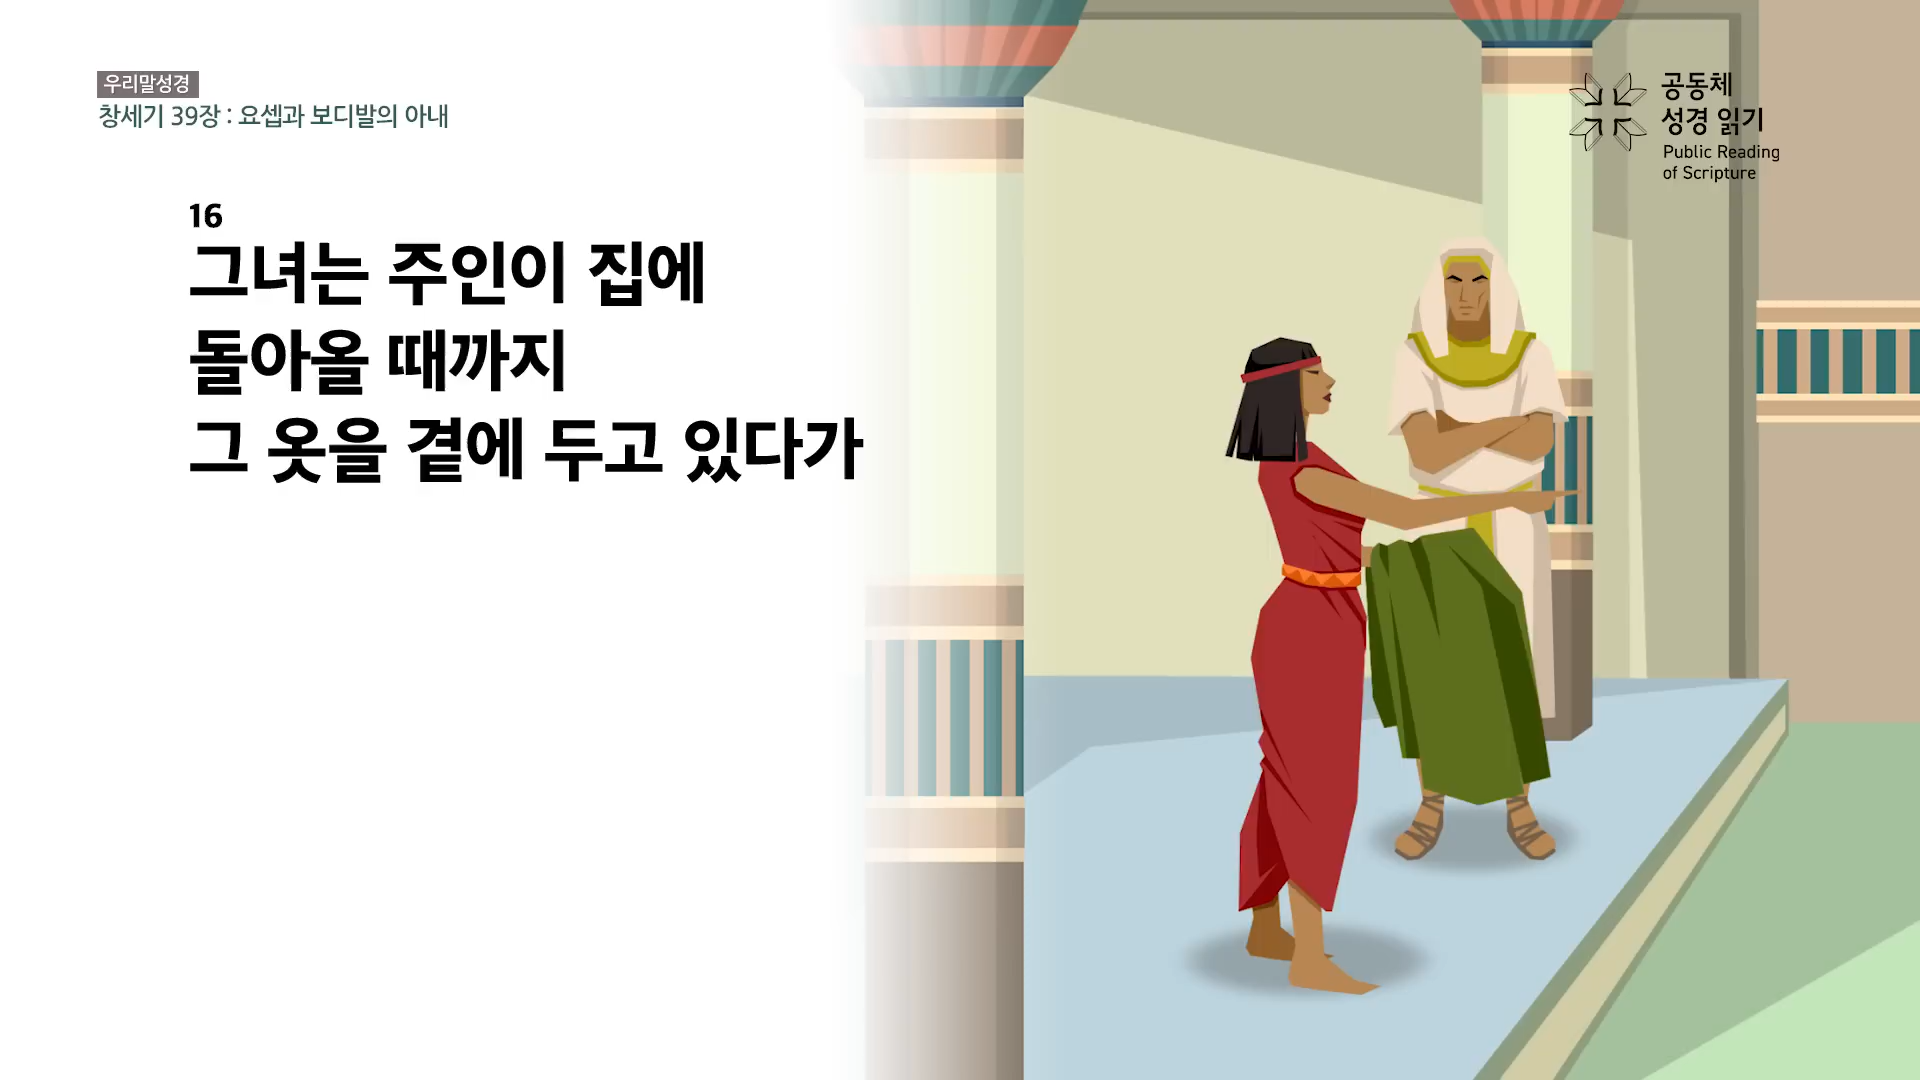 우리말성경
창세기 39장 : 요셉과 보디발의 아내
16
그녀는 주인이 집에
돌아올 때까지
그 옷을 곁에 두고 있다가
공동체
성경 읽기
Public Reading
of Scripture